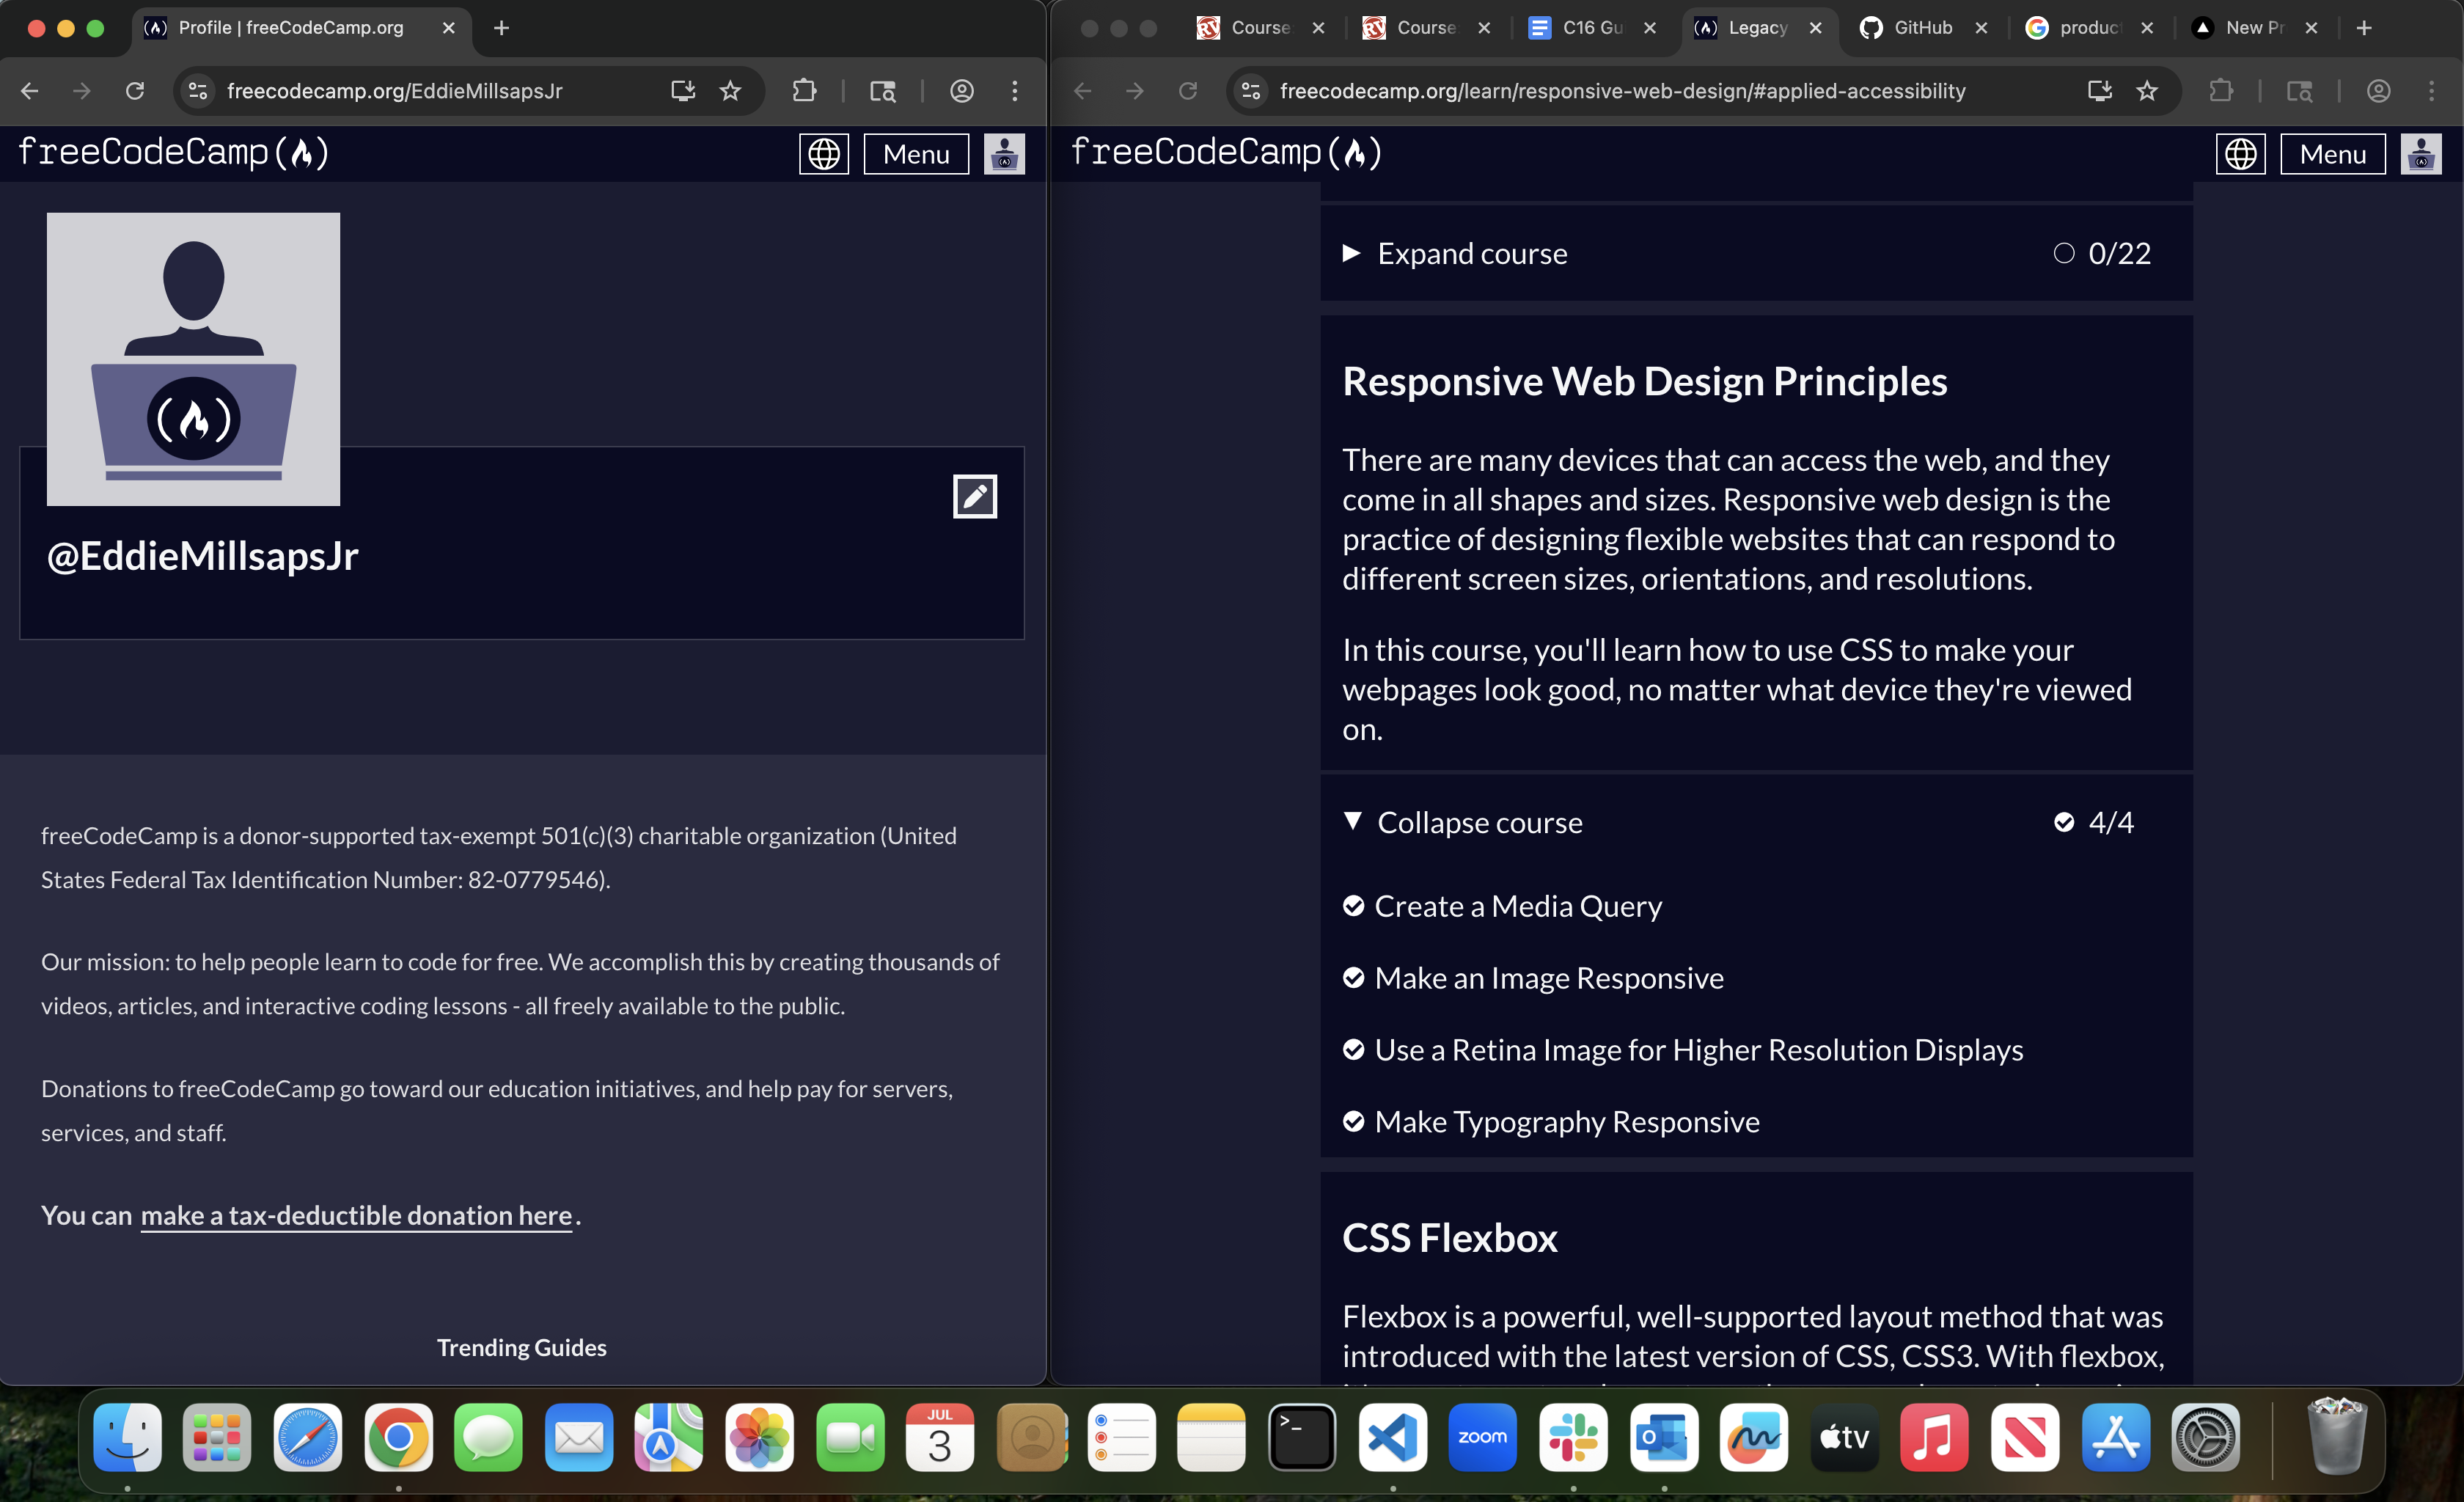 Profile | freeCodeCamp.org
freecodecamp.org/EddieMillsapsJr
freeCodeCamp
Menu
@EddieMillsapsJr
freeCodeCamp is a donor-supported tax-exempt 501(c)(3) charitable organization (United
States Federal Tax Identification Number: 82-0779546).
Our mission: to help people learn to code for free. We accomplish this by creating thousands of
videos, articles, and interactive coding lessons - all freely available to the public.
Donations to freeCodeCamp go toward our education initiatives, and help pay for servers,
services, and staff.
You can make a tax-deductible donation here.
Trending Guides
Course
Course
C16 Gu
Legacy
GitHub
produc
New Pr
freecodecamp.org/learn/responsive-web-design/#applied-accessibility
freeCodeCamp
Menu
Expand course
0/22
Responsive Web Design Principles
There are many devices that can access the web, and they
come in all shapes and sizes. Responsive web design is the
practice of designing flexible websites that can respond to
different screen sizes, orientations, and resolutions.
In this course, you'll learn how to use CSS to make your
webpages look good, no matter what device they're viewed
on.
Collapse course
4/4
Create a Media Query
Make an Image Responsive
Use a Retina Image for Higher Resolution Displays
Make Typography Responsive
CSS Flexbox
Flexbox is a powerful, well-supported layout method that was
introduced with the latest version of CSS, CSS3. With flexbox,
JUL
3
zoom
tv